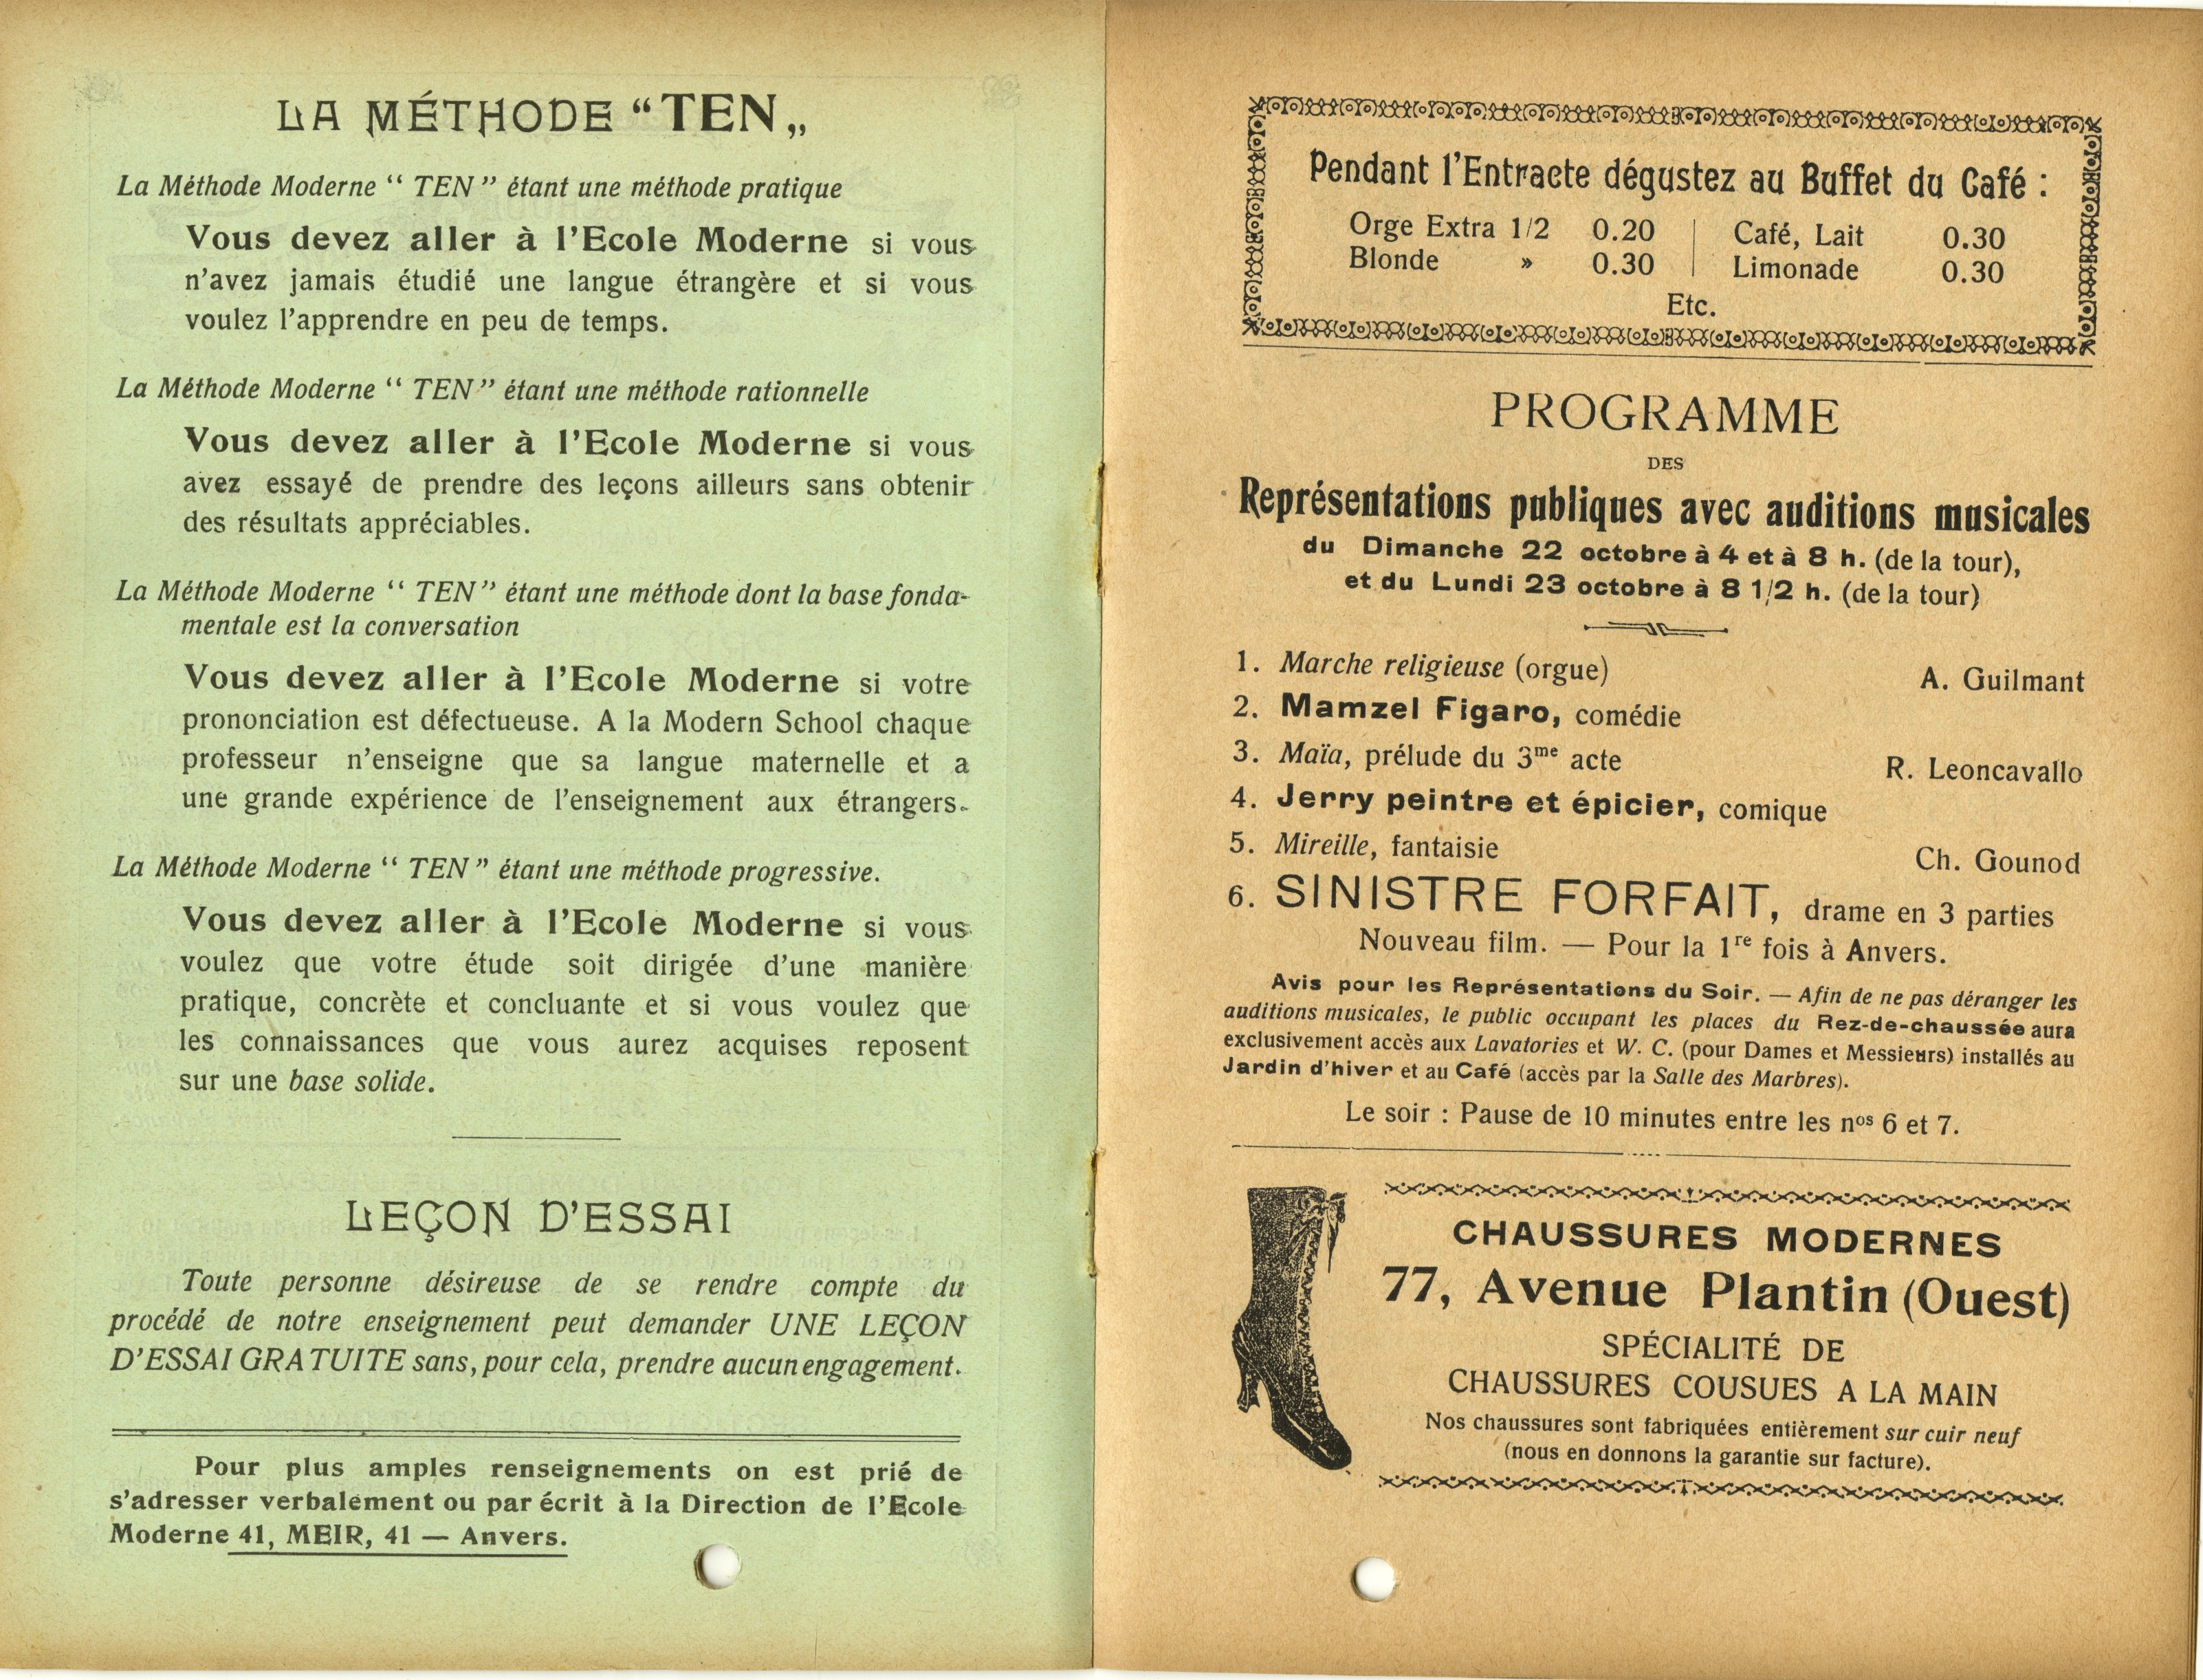 LA MÉTHODE “TEN„
La Méthode Moderne “ TEN ” étant une méthode pratique
Vous devez aller à l'Ecole Moderne si vous
n'avez jamais étudié une langue étrangère et si vous
voulez l'apprendre en peu de temps.
La Méthode Moderne “ TEN ” étant une méthode rationnelle
Vous devez aller à l'Ecole Moderne si vous
avez essayé de prendre des leçons ailleurs sans obtenir
des résultats appréciables.
La Méthode Moderne “ TEN ” étant une méthode dont la base fonda-
mentale est la conversation
Vous devez aller à l'Ecole Moderne si votre
prononciation est défectueuse. A la Modern School chaque
professeur n'enseigne que sa langue maternelle et a
une grande expérience de l'enseignement aux étrangers.
La Méthode Moderne “ TEN ” étant une méthode progressive.
Vous devez aller à l'Ecole Moderne si vous
voulez que votre étude soit dirigée d'une manière
pratique, concrète et concluante et si vous voulez que
les connaissances que vous aurez acquises reposent
sur une base solide.
LEÇON D'ESSAI
Toute personne désireuse de se rendre compte du
procédé de notre enseignement peut demander UNE LEÇON
D'ESSAI GRATUITE sans, pour cela, prendre aucun engagement.
Pour plus amples renseignements on est prié de
s'adresser verbalement ou par écrit à la Direction de l'Ecole
Moderne 41, MEIR, 41 — Anvers.
Pendant l'Entracte dégustez au Buffet du Café :
Orge Extra 1/2 0.20 | Café, Lait 0.30
Blonde » 0.30 | Limonade 0.30
Etc.
PROGRAMME
DES
Représentations publiques avec auditions musicales
du Dimanche 22 octobre à 4 et à 8 h. (de la tour),
et du Lundi 23 octobre à 8 1/2 h. (de la tour)
1. Marche religieuse (orgue) A. Guilmant
2. Mamzel Figaro, comédie
3. Maïa, prélude du 3me acte R. Leoncavallo
4. Jerry peintre et épicier, comique
5. Mireille, fantaisie Ch. Gounod
6. SINISTRE FORFAIT, drame en 3 parties
Nouveau film. — Pour la 1re fois à Anvers.
Avis pour les Représentations du Soir. — Afin de ne pas déranger les
auditions musicales, le public occupant les places du Rez-de-chaussée aura
exclusivement accès aux Lavatories et W. C. (pour Dames et Messieurs) installés au
Jardin d'hiver et au Café (accès par la Salle des Marbres).
Le soir : Pause de 10 minutes entre les nos 6 et 7.
CHAUSSURES MODERNES
77, Avenue Plantin (Ouest)
SPÉCIALITÉ DE
CHAUSSURES COUSUES A LA MAIN
Nos chaussures sont fabriquées entièrement sur cuir neuf
(nous en donnons la garantie sur facture).